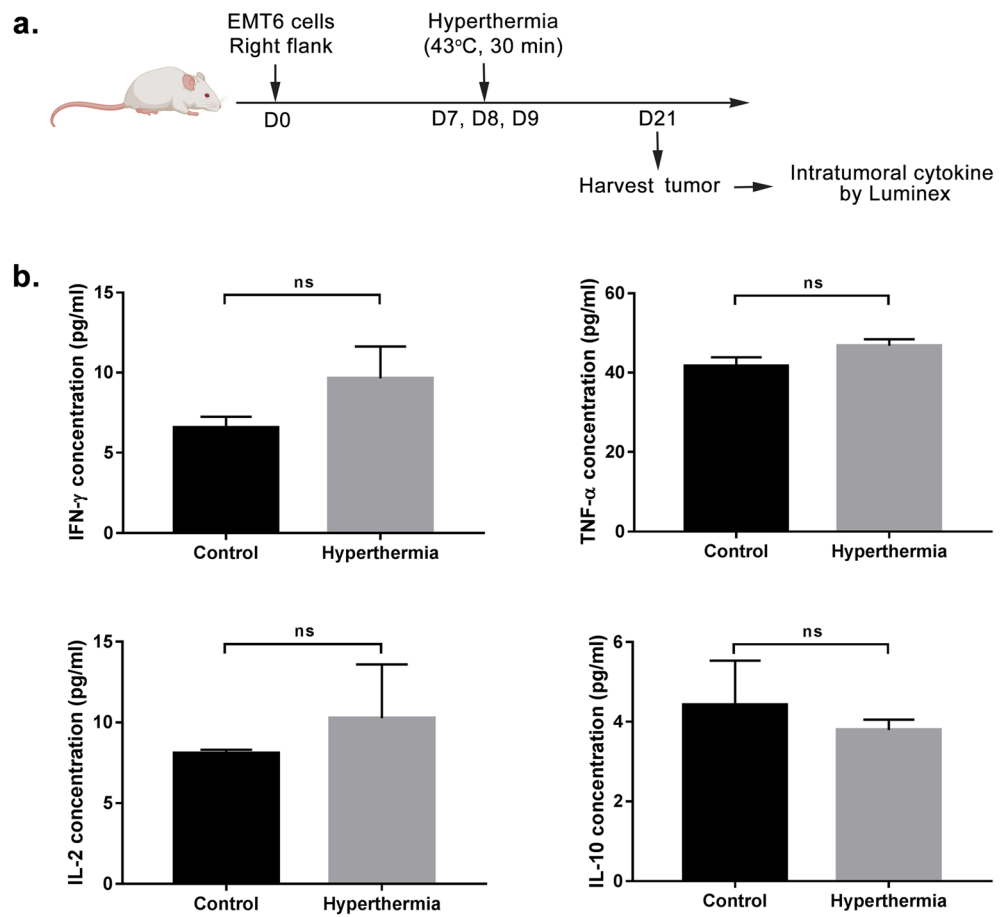 a.
EMT6 cells
Right flank
Hyperthermia
(43°C, 30 min)
D0
D7, D8, D9
D21
Harvest tumor
Intratumoral cytokine
by Luminex
b.
IFN-γ concentration (pg/ml)
15
10
5
0
ns
Control
Hyperthermia
TNF-α concentration (pg/ml)
60
40
20
0
ns
Control
Hyperthermia
IL-2 concentration (pg/ml)
15
10
5
0
ns
Control
Hyperthermia
IL-10 concentration (pg/ml)
6
4
2
0
ns
Control
Hyperthermia